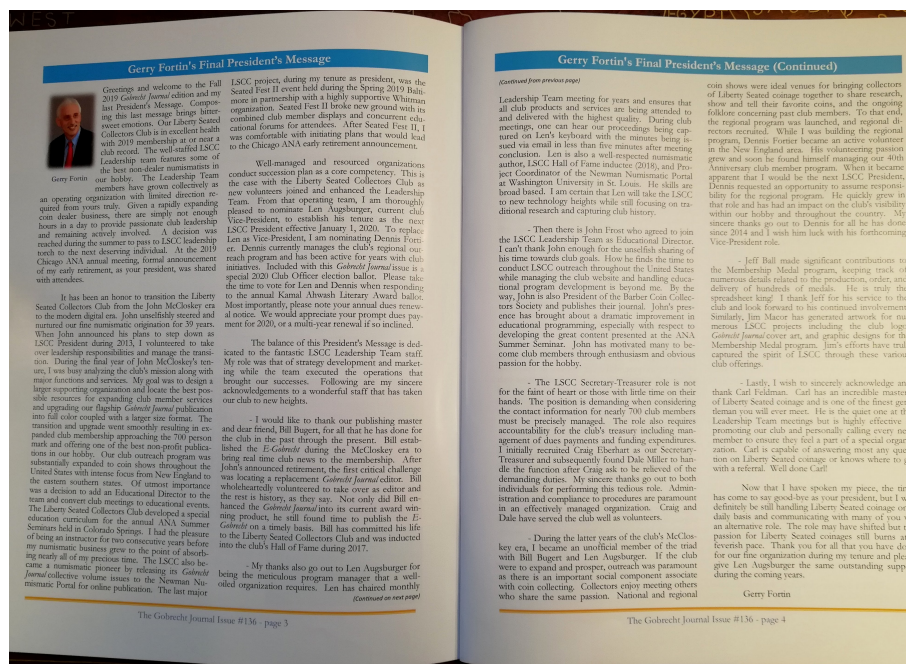 WEST
EGYPT
Gerry Fortin's Final President's Message
Greetings and welcome to the Fall
2019 Gobrecht Journal edition and my
last President's Message. Compos-
ing this last message brings bitter-
sweet emotions. Our Liberty Seated
Collectors Club is in excellent health
with 2019 membership at or near a
club record. The well-staffed LSCC
Leadership team features some of
the best non-dealer numismatists in
our hobby. The Leadership Team
Gerry Fortin
members have grown collectively as
an operating organization with limited direction re-
quired from yours truly. Given a rapidly expanding
coin dealer business, there are simply not enough
hours in a day to provide passionate club leadership
and remaining actively involved. A decision was
reached during the summer to pass to LSCC leadership
torch to the next deserving individual. At the 2019
Chicago ANA annual meeting, formal announcement
of my early retirement, as your president, was shared
with attendees.
It has been an honor to transition the Liberty
Seated Collectors Club from the John McCloskey era
to the modern digital era. John unselfishly steered and
nurtured our fine numismatic origination for 39 years.
When John announced his plans to step down as
LSCC President during 2013, I volunteered to take
over leadership responsibilities and manage the transi-
tion. During the final year of John McCloskey's ten-
ure, I was busy analyzing the club's mission along with
major functions and services. My goal was to design a
larger supporting organization and locate the best pos-
sible resources for expanding club member services
and upgrading our flagship Gobrecht Journal publication
into full color coupled with a larger size format. The
transition and upgrade went smoothly resulting in ex-
panded club membership approaching the 700 person
mark and offering one of the best non-profit publica-
tions in our hobby. Our club outreach program was
substantially expanded to coin shows throughout the
United States with intense focus from New England to
the eastern southern states. Of utmost importance
was a decision to add an Educational Director to the
team and convert club meetings to educational events.
The Liberty Seated Collectors Club developed a special
education curriculum for the annual ANA Summer
Seminars held in Colorado Springs. I had the pleasure
of being an instructor for two consecutive years before
my numismatic business grew to the point of absorb-
ing nearly all of my precious time. The LSCC also be-
came a numismatic pioneer by releasing its Gobrecht
Journal collective volume issues to the Newman Nu-
mismatic Portal for online publication. The last major
LSCC project, during my tenure as president, was the
Seated Fest II event held during the Spring 2019 Balti-
more in partnership with a highly supportive Whitman
organization. Seated Fest II broke new ground with its
combined club member displays and concurrent edu-
cational forums for attendees. After Seated Fest II, I
was comfortable with initiating plans that would lead
to the Chicago ANA early retirement announcement.
Well-managed and resourced organizations
conduct succession plan as a core competency. This is
the case with the Liberty Seated Collectors Club as
new volunteers joined and enhanced the Leadership
Team. From that operating team, I am thoroughly
pleased to nominate Len Augsburger, current club
Vice-President, to establish his tenure as the next
LSCC President effective January 1, 2020. To replace
Len as Vice-President, I am nominating Dennis Forti-
er. Dennis currently manages the club's regional out-
reach program and has been active for years with club
initiatives. Included with this Gobrecht Journal issue is a
special 2020 Club Officer election ballot. Please take
the time to vote for Len and Dennis when responding
to the annual Kamal Ahwash Literary Award ballot.
Most importantly, please note your annual dues renew-
al notice. We would appreciate your prompt dues pay-
ment for 2020, or a multi-year renewal if so inclined.
The balance of this President's Message is ded-
icated to the fantastic LSCC Leadership Team staff.
My role was that of strategy development and market-
ing while the team executed the operations that
brought our successes. Following are my sincere
acknowledgements to a wonderful staff that has taken
our club to new heights.
- I would like to thank our publishing master
and dear friend, Bill Bugert, for all that he has done for
the club in the past through the present. Bill estab-
lished the E-Gobrecht during the McCloskey era to
bring real time news to the membership. After
John's announced retirement, the first critical challenge
was locating a replacement Gobrecht Journal editor. Bill
wholeheartedly volunteered to take over as editor and
the rest is history, as they say. Not only did Bill en-
hanced the Gobrecht Journal into its current award win-
ning product, he still found time to publish the E-
Gobrecht on a timely basis. Bill has committed his life
to the Liberty Seated Collectors Club and was inducted
into the club's Hall of Fame during 2017.
- My thanks also goes out to Len Augsburger for
being the meticulous program manager that a well-
oiled organization requires. Len has chaired monthly
(Continued on next page)
The Gobrecht Journal Issue #136 - page 3
Gerry Fortin's Final President's Message (Continued)
(Continued from previous page)
Leadership Team meeting for years and ensures that
all club products and services are being attended to
and delivered with the highest quality. During club
meetings, one can hear our proceedings being cap-
tured on Len's keyboard with the minutes being is-
sued via email in less than five minutes after meeting
conclusion. Len is also a well-respected numismatic
author, LSCC Hall of Fame inductee (2018), and Pro-
ject Coordinator of the Newman Numismatic Portal
at Washington University in St. Louis. He skills are
broad based. I am certain that Len will take the LSCC
to new technology heights while still focusing on tra-
ditional research and capturing club history.
- Then there is John Frost who agreed to join
the LSCC Leadership Team as Educational Director.
I can't thank John enough for the unselfish sharing of
his time towards club goals. How he finds the time to
conduct LSCC outreach throughout the United States
while managing the club website and handling educa-
tional program development is beyond me. By the
way, John is also President of the Barber Coin Collec-
tors Society and publishes their journal. John's pres-
ence has brought about a dramatic improvement in
educational programming, especially with respect to
developing the great content presented at the ANA
Summer Seminar. John has motivated many to be-
come club members through enthusiasm and obvious
passion for the hobby.
- The LSCC Secretary-Treasurer role is not
for the faint of heart or those with little time on their
hands. The position is demanding when considering
the contact information for nearly 700 club members
must be precisely managed. The role also requires
accountability for the club's treasury including man-
agement of dues payments and funding expenditures.
I initially recruited Craig Eberhart as our Secretary-
Treasurer and subsequently found Dale Miller to han-
dle the function after Craig ask to be relieved of the
demanding duties. My sincere thanks go out to both
individuals for performing this tedious role. Admin-
istration and compliance to procedures are paramount
in an effectively managed organization. Craig and
Dale have served the club well as volunteers.
- During the latter years of the club's McClos-
key era, I became an unofficial member of the triad
with Bill Bugert and Len Augsburger. If the club
were to expand and prosper, outreach was paramount
as there is an important social component associate
with coin collecting. Collectors enjoy meeting others
who share the same passion. National and regional
coin shows were ideal venues for bringing collectors
of Liberty Seated coinage together to share research,
show and tell their favorite coins, and the ongoing
folklore concerning past club members. To that end,
the regional program was launched, and regional di-
rectors recruited. While I was building the regional
program, Dennis Fortier became an active volunteer
in the New England area. His volunteering passion
grew and soon he found himself managing our 40th
Anniversary club member program. When it became
apparent that I would be the next LSCC President,
Dennis requested an opportunity to assume responsi-
bility for the regional program. He quickly grew in
that role and has had an impact on the club's visibility
within our hobby and throughout the country. My
sincere thanks go out to Dennis for all he has done
since 2014 and I wish him luck with his forthcoming
Vice-President role.
- Jeff Ball made significant contributions to
the Membership Medal program, keeping track of
numerous details related to the production, order, and
delivery of hundreds of medals. He is truly the
spreadsheet king! I thank Jeff for his service to the
club and look forward to his continued involvement.
Similarly, Jim Macor has generated artwork for nu-
merous LSCC projects including the club logo,
Gobrecht Journal cover art, and graphic designs for the
Membership Medal program. Jim's efforts have truly
captured the spirit of LSCC through these various
club offerings.
- Lastly, I wish to sincerely acknowledge an
thank Carl Feldman. Carl has an incredible master
of Liberty Seated coinage and is one of the finest gen
tleman you will ever meet. He is the quiet one at th
Leadership Team meetings but is highly effective
promoting our club and personally calling every ne
member to ensure they feel a part of a special organ
zation. Carl is capable of answering most any que
tion on Liberty Seated coinage or knows where to g
with a referral. Well done Carl!
Now that I have spoken my piece, the tim
has come to say good-bye as your president, but I w
definitely be still handling Liberty Seated coinage on
daily basis and communicating with many of you v
an alternative role. The role may have shifted but t
passion for Liberty Seated coinages still burns at
feverish pace. Thank you for all that you have do
for our fine organization during my tenure and plea
give Len Augsburger the same outstanding supp
during the coming years.
Gerry Fortin
The Gobrecht Journal Issue #136 - page 4